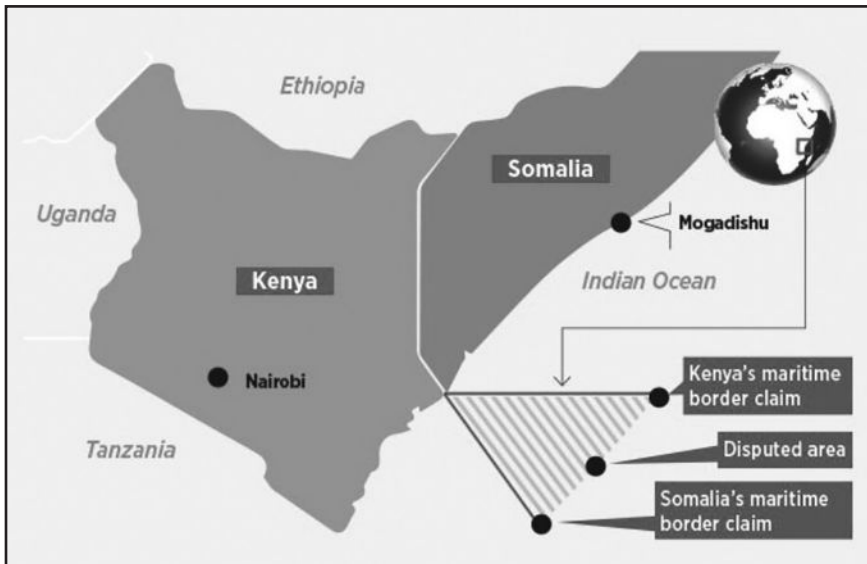 Ethiopia
Somalia
Uganda
Mogadishu
Kenya
Indian Ocean
Nairobi
Kenya's maritime
border claim
Tanzania
Disputed area
Somalia's maritime
border claim